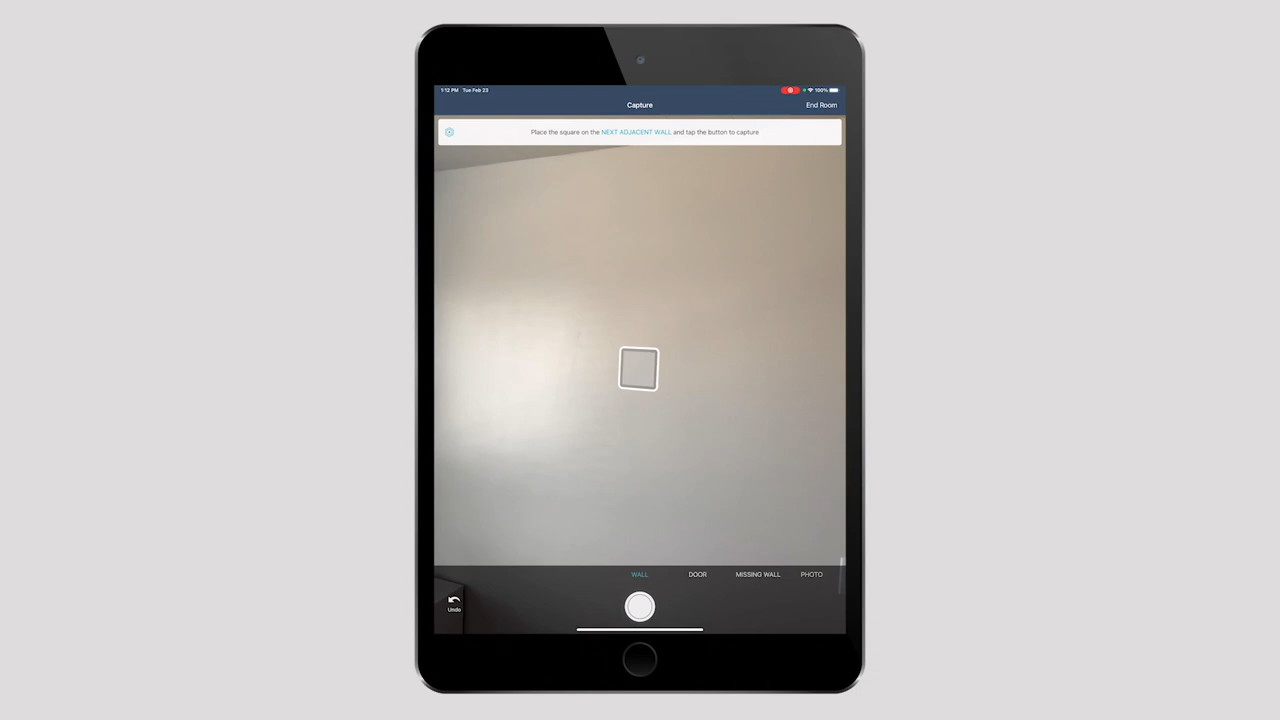 1:13 PM Tue Feb 23
100%
Capture
End Room
Place the square on the NEXT ADJACENT WALL and tap the button to capture
WALL
DOOR
MISSING WALL
PHOTO
Undo